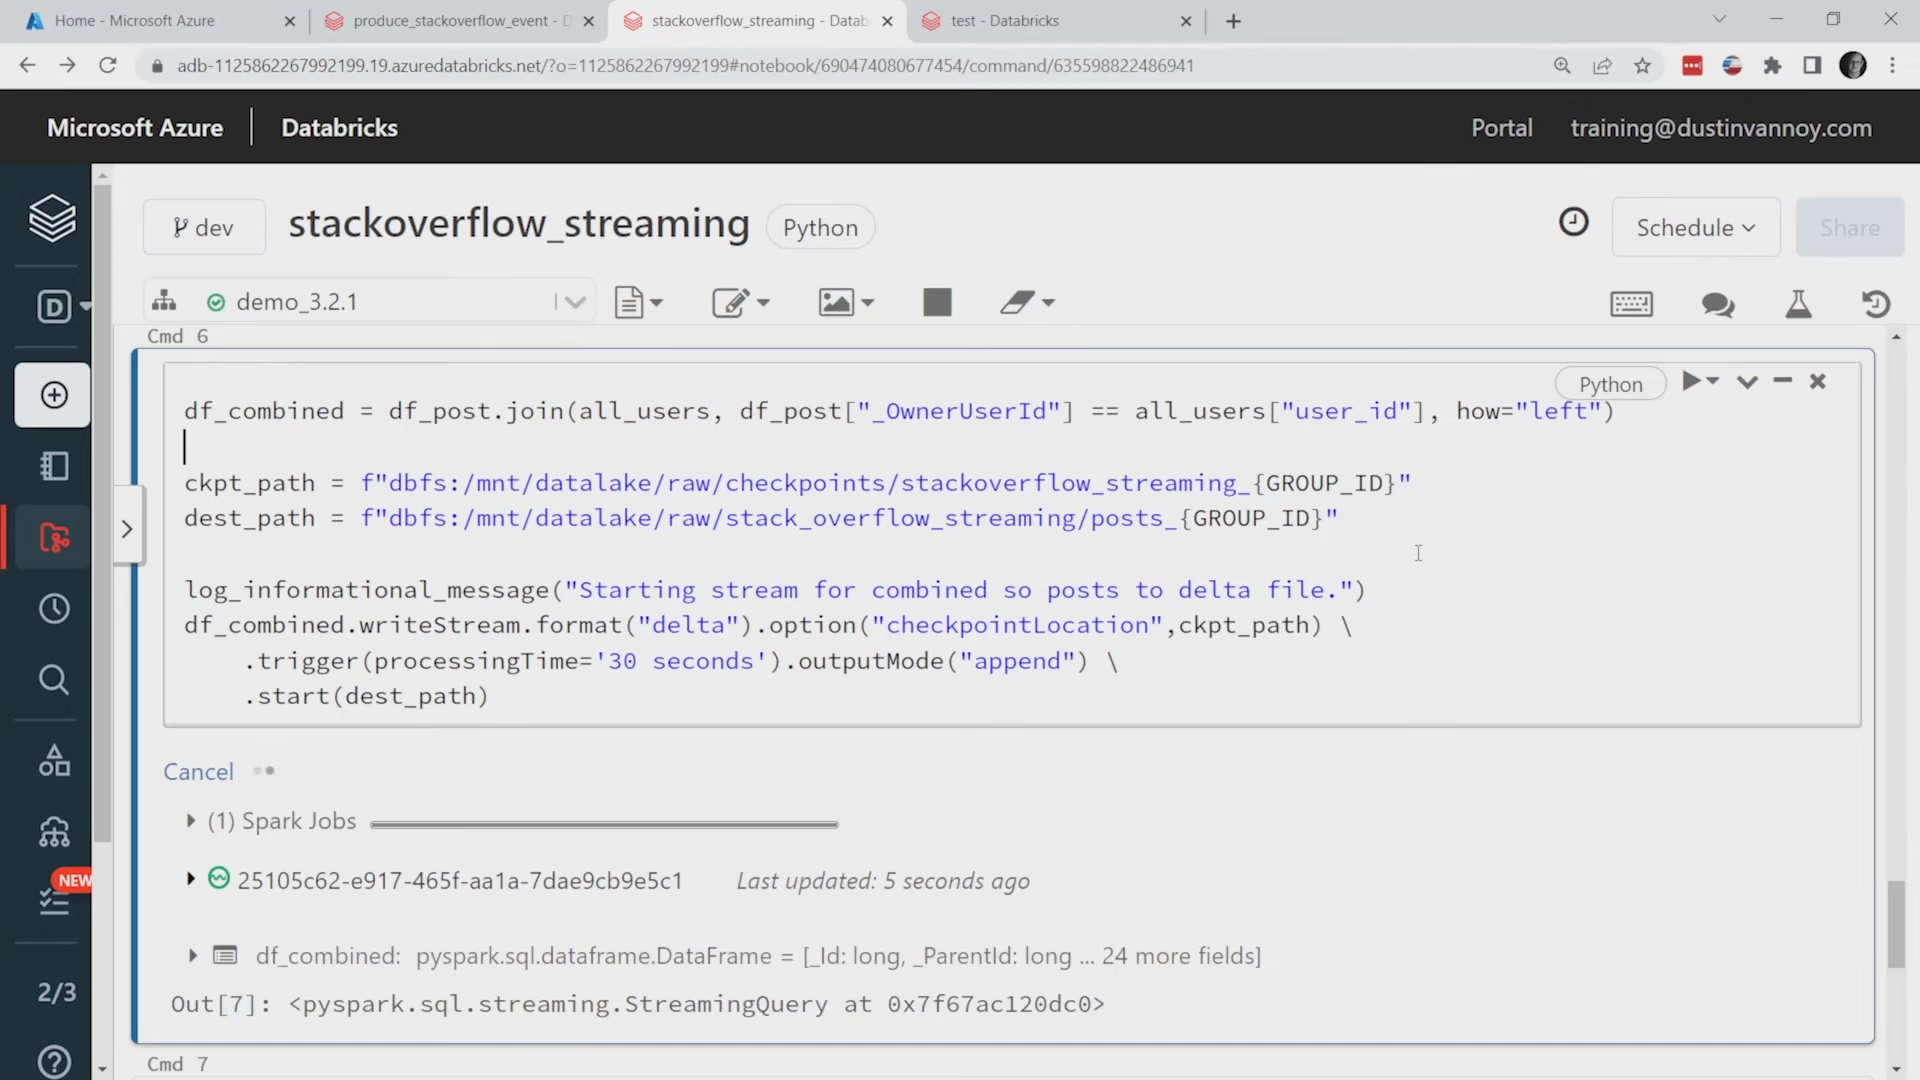 Home - Microsoft Azure
produce_stackoverflow_event - D
stackoverflow_streaming - Datab
test - Databricks
adb-1125862267992199.19.azuredatabricks.net/?o=1125862267992199#notebook/690474080677454/command/635598822486941
Microsoft Azure
Databricks
Portal
training@dustinvannoy.com
D
dev
stackoverflow_streaming
Python
Schedule
Share
demo_3.2.1
Cmd 6
Python
df_combined = df_post.join(all_users, df_post["_OwnerUserId"] == all_users["user_id"], how="left")
ckpt_path = f"dbfs:/mnt/datalake/raw/checkpoints/stackoverflow_streaming_{GROUP_ID}"
dest_path = f"dbfs:/mnt/datalake/raw/stack_overflow_streaming/posts_{GROUP_ID}"
log_informational_message("Starting stream for combined so posts to delta file.")
df_combined.writeStream.format("delta").option("checkpointLocation",ckpt_path) \
.trigger(processingTime='30 seconds').outputMode("append") \
.start(dest_path)
Cancel
(1) Spark Jobs
25105c62-e917-465f-aa1a-7dae9cb9e5c1
Last updated: 5 seconds ago
df_combined: pyspark.sql.dataframe.DataFrame = [_Id: long, _ParentId: long ... 24 more fields]
Out[7]: <pyspark.sql.streaming.StreamingQuery at 0x7f67ac120dc0>
NEW
2/3
Cmd 7